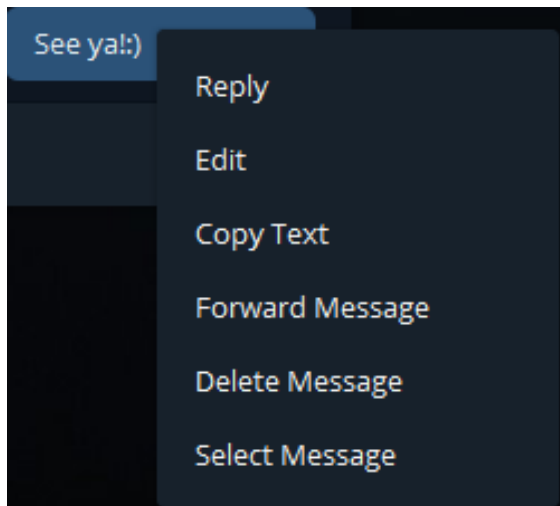 See ya!:)
Reply
Edit
Copy Text
Forward Message
Delete Message
Select Message